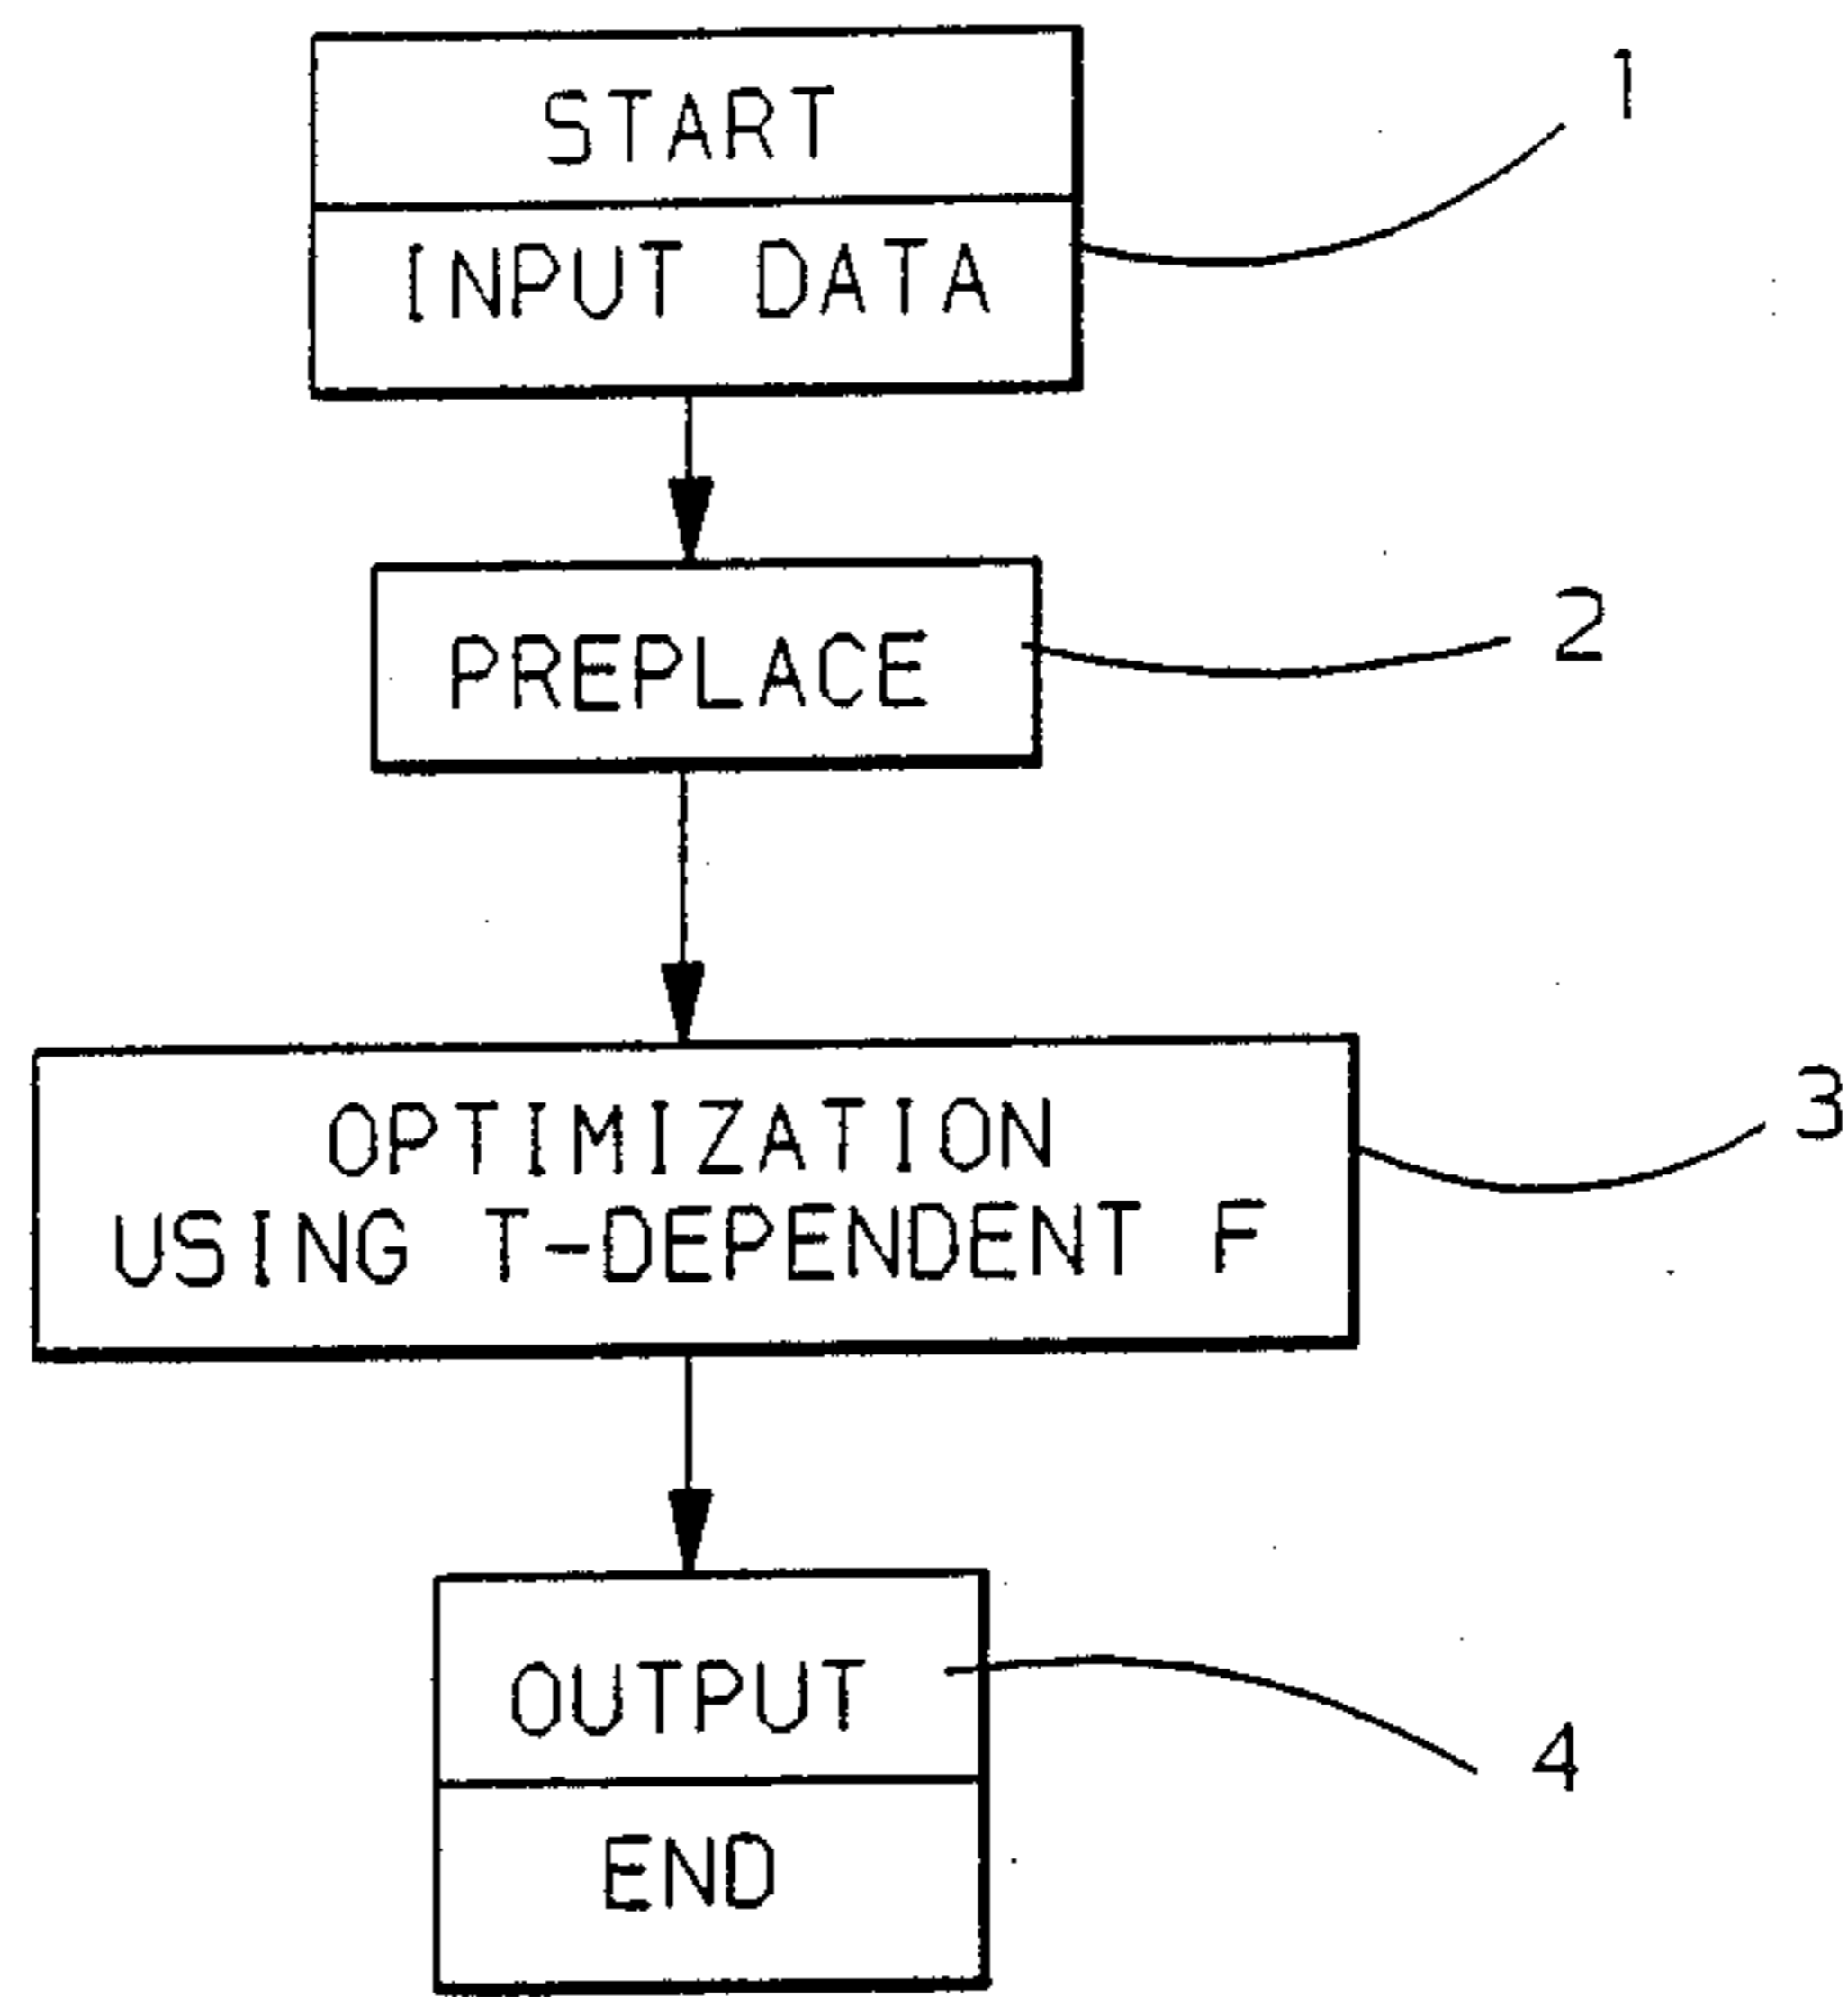 START
1
INPUT DATA
PREPLACE
2
OPTIMIZATION
3
USING T-DEPENDENT F
OUTPUT
4
END